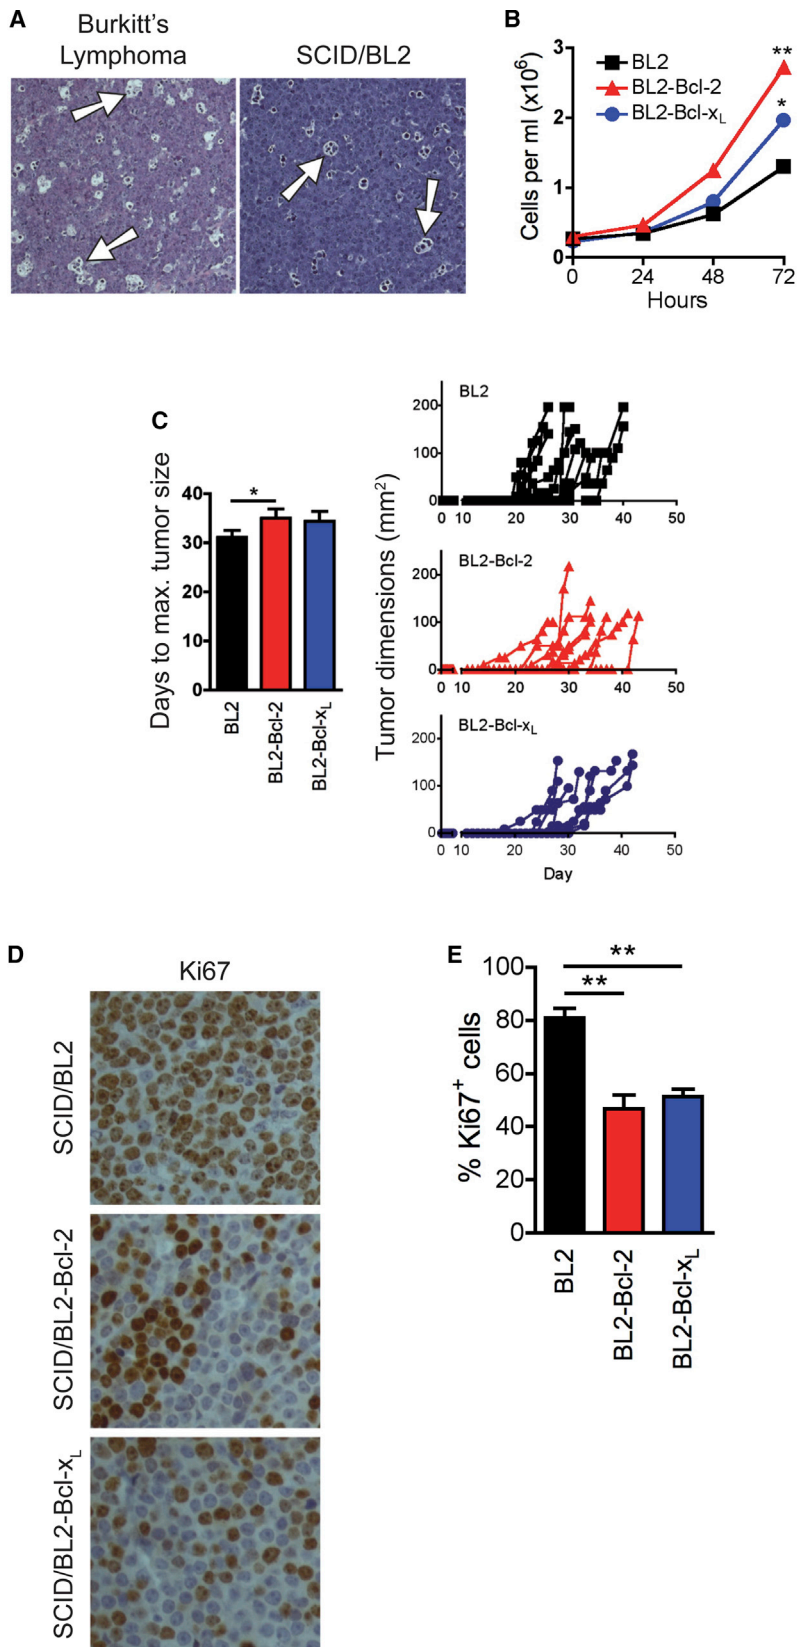 A
Burkitt's
Lymphoma
SCID/BL2
B
Cells per ml (x10⁶)
3
2
1
0
BL2
BL2-Bcl-2
BL2-Bcl-xL
**
*
0 24 48 72
Hours
C
Days to max. tumor size
40
30
20
10
0
*
BL2
BL2-Bcl-2
BL2-Bcl-xL
Tumor dimensions (mm²)
BL2
200
100
0
0 10 20 30 40 50
BL2-Bcl-2
200
100
0
0 10 20 30 40 50
BL2-Bcl-xL
200
100
0
0 10 20 30 40 50
Day
D
Ki67
SCID/BL2
SCID/BL2-Bcl-2
SCID/BL2-Bcl-xL
E
% Ki67⁺ cells
100
80
60
40
20
0
**
**
BL2
BL2-Bcl-2
BL2-Bcl-xL